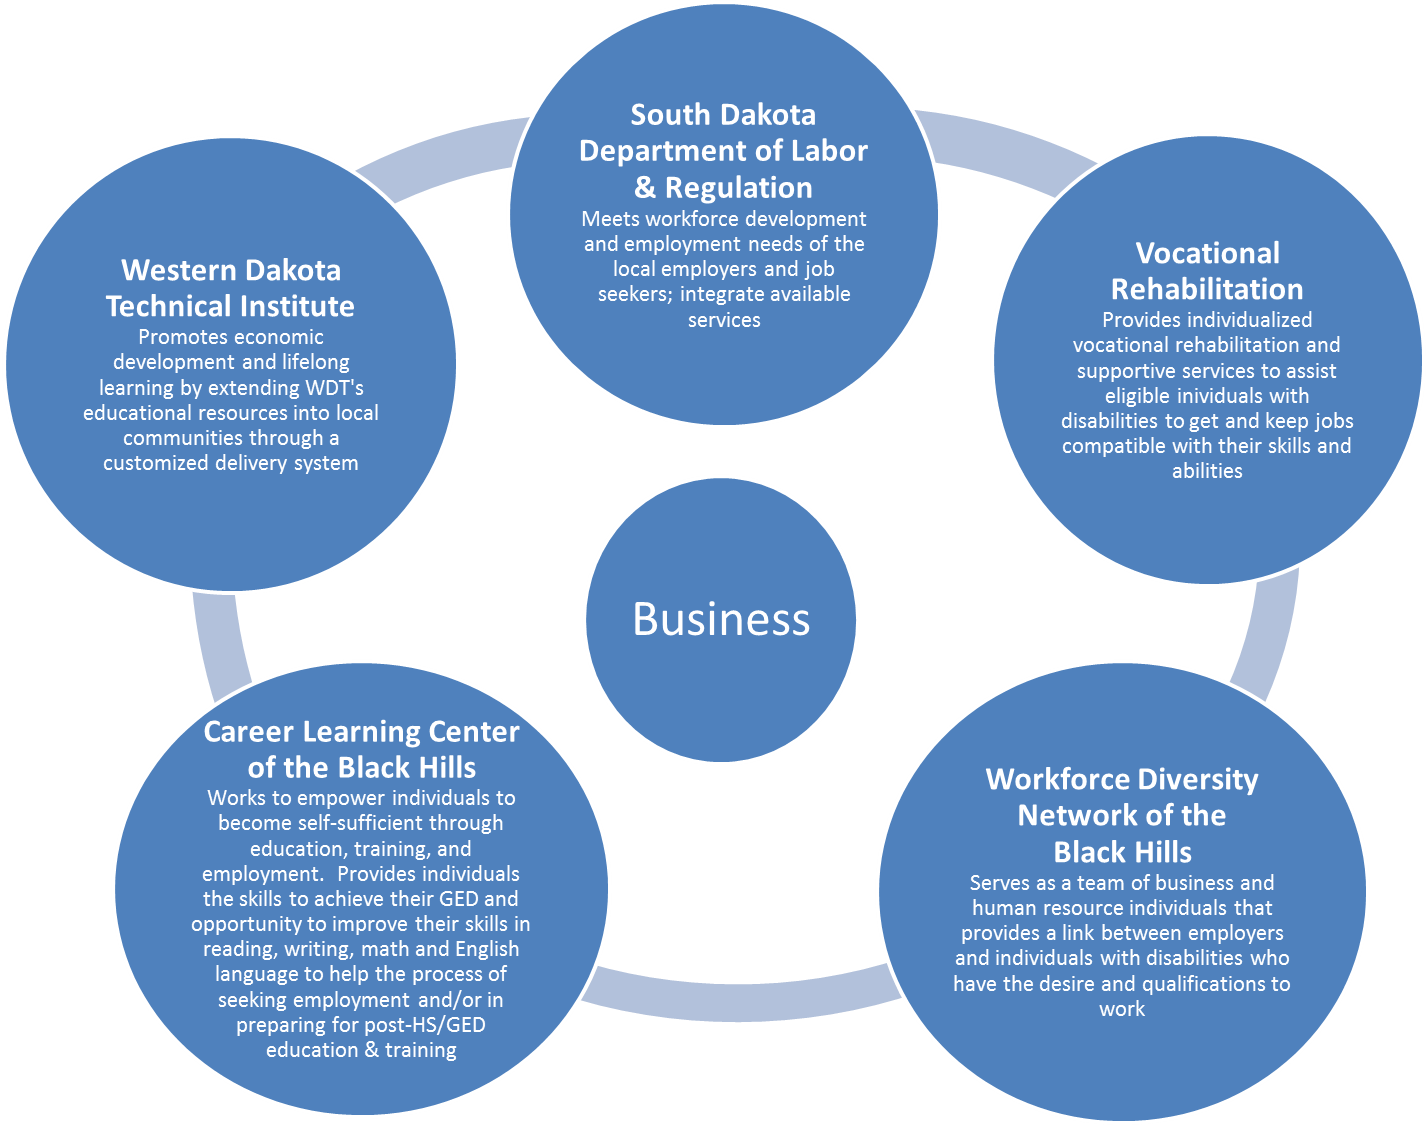 South Dakota
Department of Labor
& Regulation
Meets workforce development
and employment needs of the
local employers and job
seekers; integrate available
services
Vocational
Rehabilitation
Provides individualized
vocational rehabilitation and
supportive services to assist
eligible inividuals with
disabilities to get and keep jobs
compatible with their skills and
abilities
Workforce Diversity
Network of the
Black Hills
Serves as a team of business and
human resource individuals that
provides a link between employers
and individuals with disabilities who
have the desire and qualifications to
work
Career Learning Center
of the Black Hills
Works to empower individuals to
become self-sufficient through
education, training, and
employment.  Provides individuals
the skills to achieve their GED and
opportunity to improve their skills in
reading, writing, math and English
language to help the process of
seeking employment and/or in
preparing for post-HS/GED
education & training
Western Dakota
Technical Institute
Promotes economic
development and lifelong
learning by extending WDT's
educational resources into local
communities through a
customized delivery system
Business